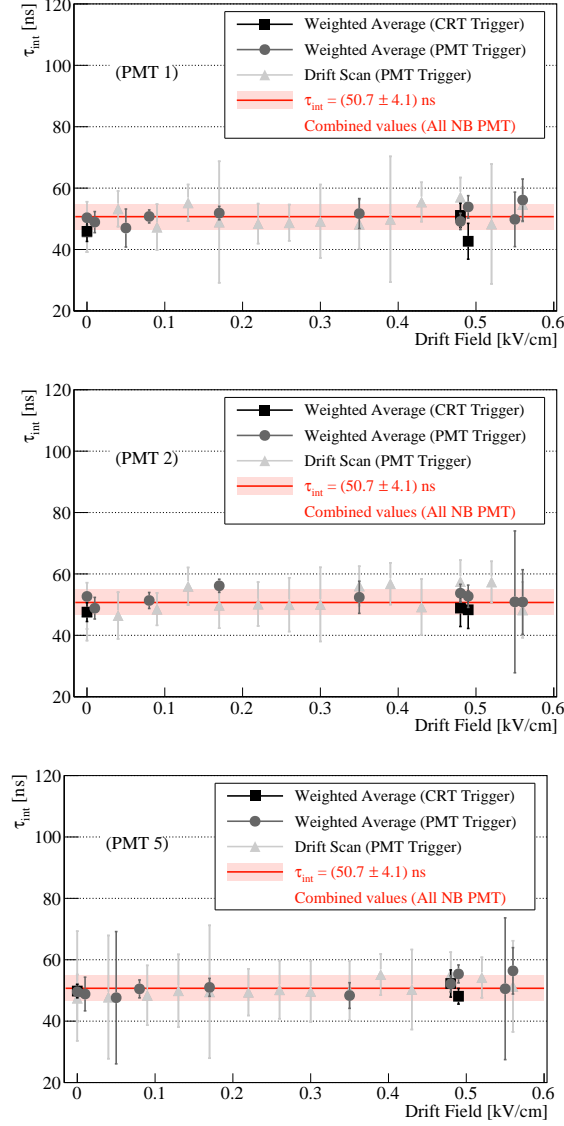 τint [ns]
120
100
80
60
40
20
(PMT 1)
Weighted Average (CRT Trigger)
Weighted Average (PMT Trigger)
Drift Scan (PMT Trigger)
τint = (50.7 ± 4.1) ns
Combined values (All NB PMT)
0 0.1 0.2 0.3 0.4 0.5 0.6
Drift Field [kV/cm]
τint [ns]
120
100
80
60
40
20
(PMT 2)
Weighted Average (CRT Trigger)
Weighted Average (PMT Trigger)
Drift Scan (PMT Trigger)
τint = (50.7 ± 4.1) ns
Combined values (All NB PMT)
0 0.1 0.2 0.3 0.4 0.5 0.6
Drift Field [kV/cm]
τint [ns]
120
100
80
60
40
20
(PMT 5)
Weighted Average (CRT Trigger)
Weighted Average (PMT Trigger)
Drift Scan (PMT Trigger)
τint = (50.7 ± 4.1) ns
Combined values (All NB PMT)
0 0.1 0.2 0.3 0.4 0.5 0.6
Drift Field [kV/cm]